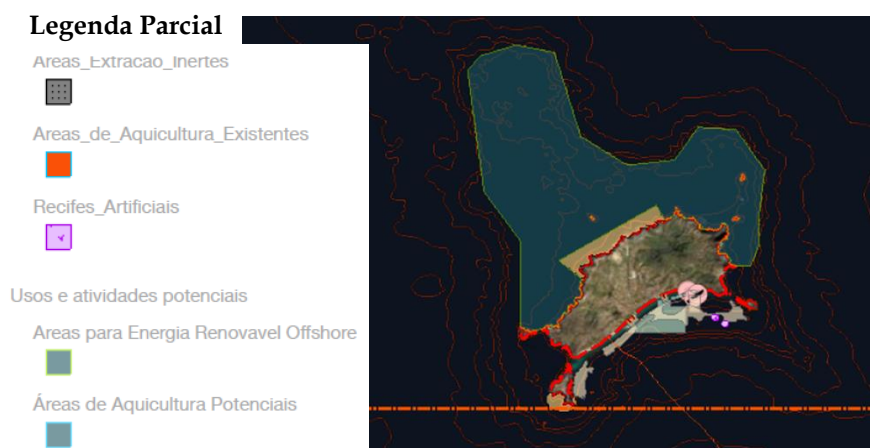 Legenda Parcial
Areas_Extracao_Inertes
Areas_de_Aquicultura_Existentes
Recifes_Artificiais
Usos e atividades potenciais
Areas para Energia Renovavel Offshore
Áreas de Aquicultura Potenciais